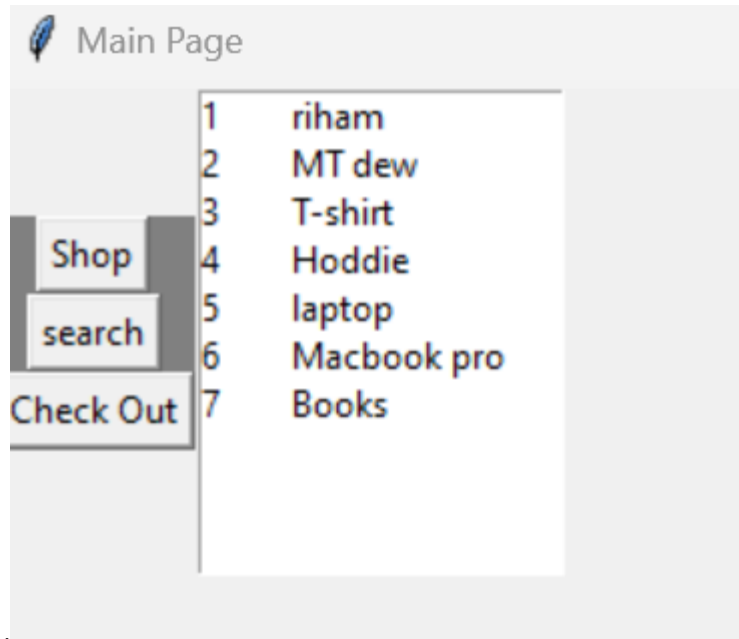 Main Page
Shop
search
Check Out
1 riham
2 MT dew
3 T-shirt
4 Hoddie
5 laptop
6 Macbook pro
7 Books